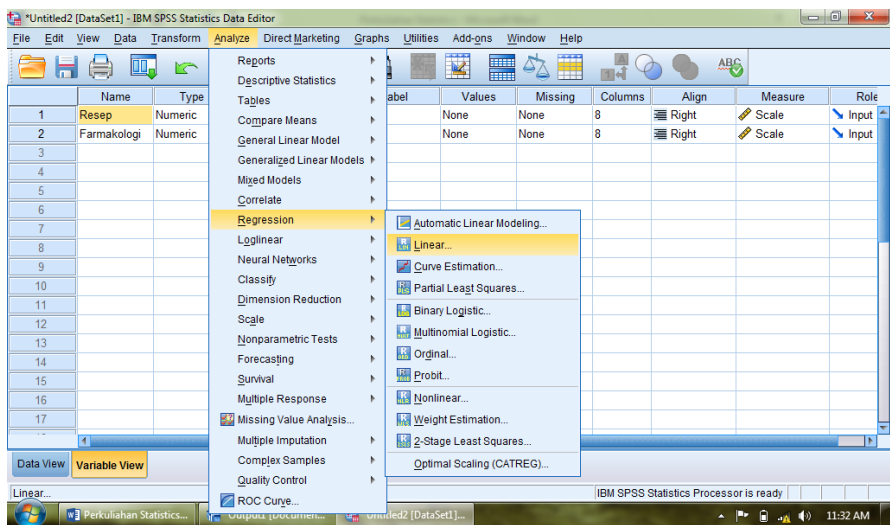 *Untitled2 [DataSet1] - IBM SPSS Statistics Data Editor
File Edit View Data Transform Analyze Direct Marketing Graphs Utilities Add-ons Window Help
Name Type abel Values Missing Columns Align Measure Role
1 Resep Numeric None None 8 Right Scale Input
2 Farmakologi Numeric None None 8 Right Scale Input
3
4
5
6
7
8
9
10
11
12
13
14
15
16
17
Reports
Descriptive Statistics
Tables
Compare Means
General Linear Model
Generalized Linear Models
Mixed Models
Correlate
Regression
Loglinear
Neural Networks
Classify
Dimension Reduction
Scale
Nonparametric Tests
Forecasting
Survival
Multiple Response
Missing Value Analysis...
Multiple Imputation
Complex Samples
Quality Control
ROC Curve...
Automatic Linear Modeling...
Linear...
Curve Estimation...
Partial Least Squares...
Binary Logistic...
Multinomial Logistic...
Ordinal...
Probit...
Nonlinear...
Weight Estimation...
2-Stage Least Squares...
Optimal Scaling (CATREG)...
Data View Variable View
Linear... IBM SPSS Statistics Processor is ready
Perkuliahan Statistics... Output1 [Documen... Untitled2 [DataSet1]... 11:32 AM